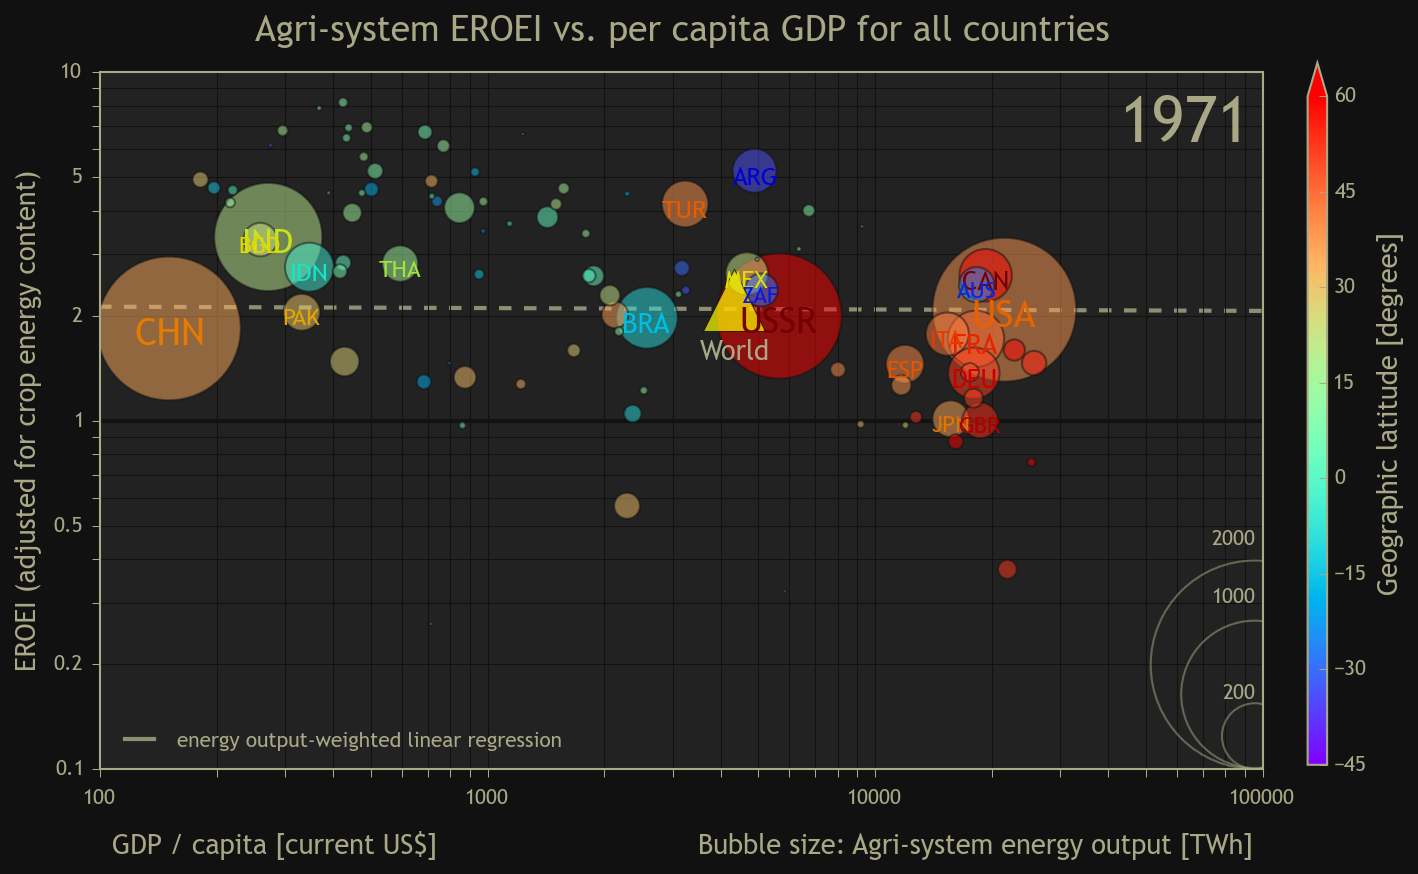 Agri-system EROEI vs. per capita GDP for all countries
1971
EROEI (adjusted for crop energy content)
10
5
2
1
0.5
0.2
0.1
ARG
TUR
BGD
IND
IDN
THA
MEX
ZAF
CAN
AUS
CHN
PAK
BRA
USSR
USA
World
ITA
FRA
ESP
DEU
JPN
GBR
2000
1000
200
energy output-weighted linear regression
100
1000
10000
100000
GDP / capita [current US$]
Bubble size: Agri-system energy output [TWh]
60
45
30
15
0
−15
−30
−45
Geographic latitude [degrees]